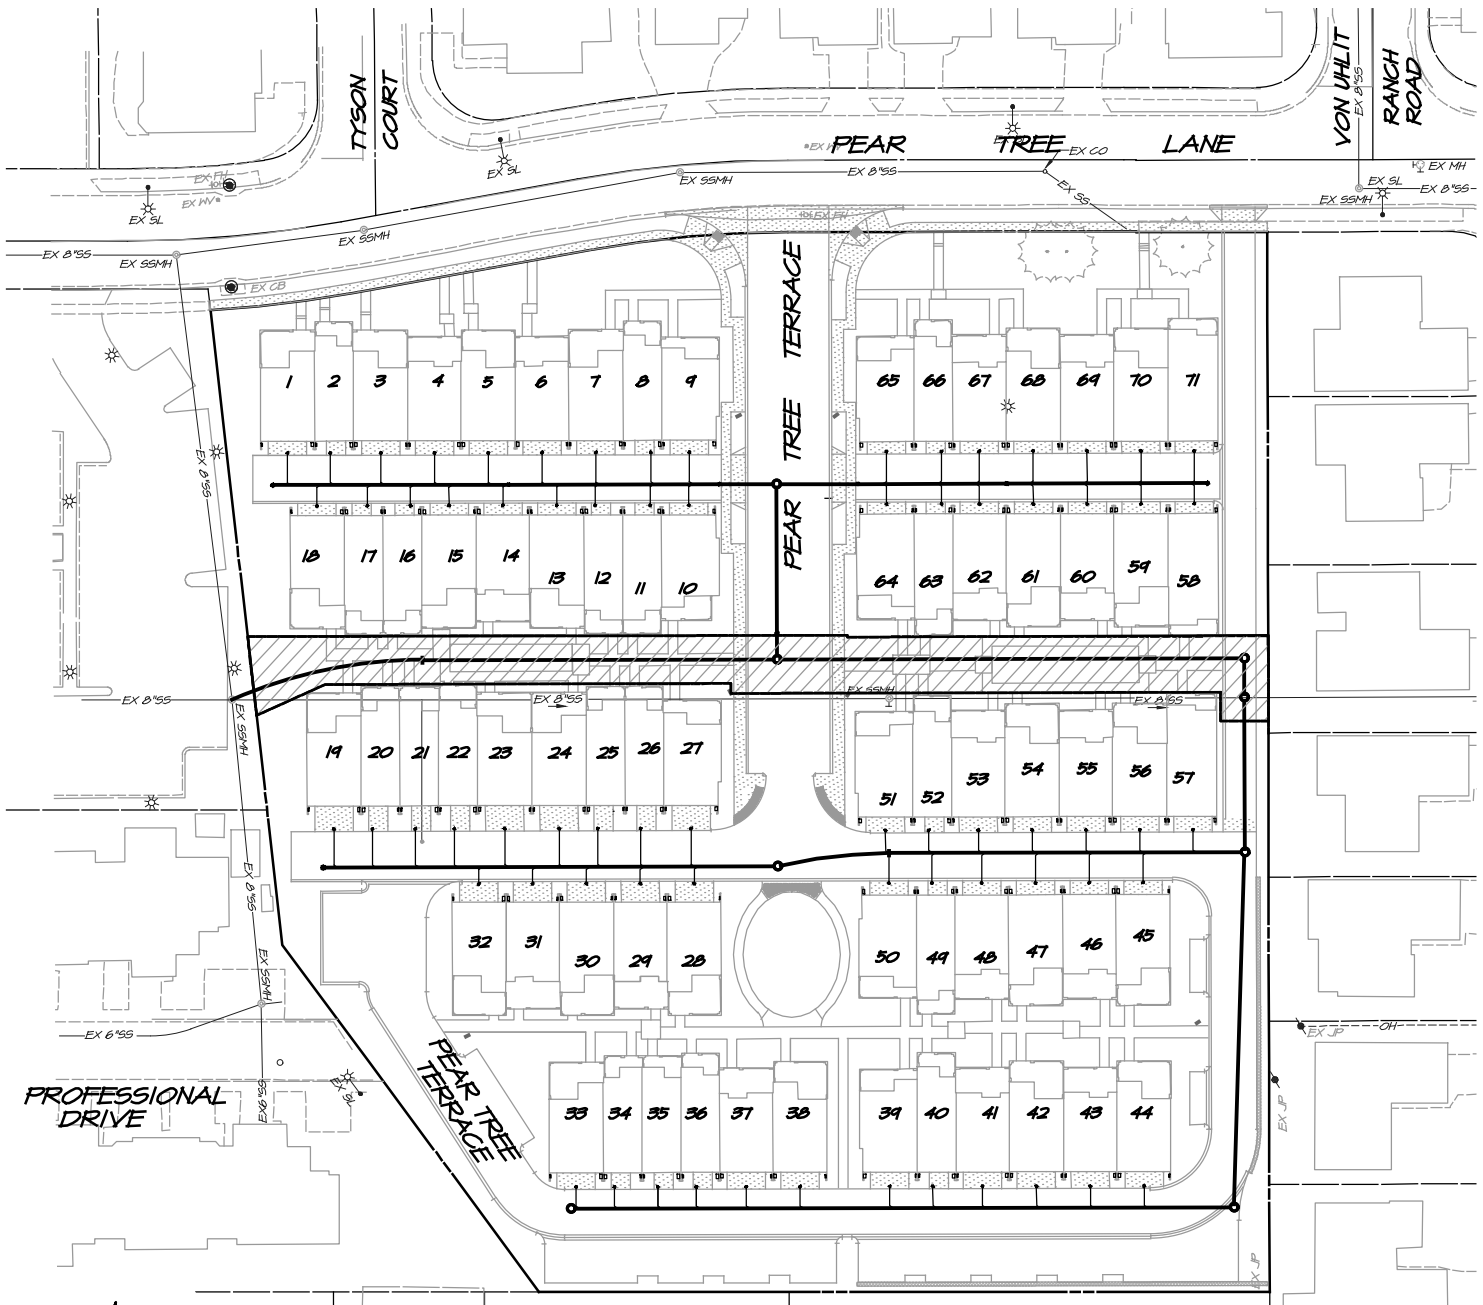 TYSON
COURT
VON UHLIT
RANCH
ROAD
EX 8"SS
PEAR TREE LANE
EX CO
EX SL
EX SSMH
EX 8"SS
EX SS
EX MH
EX SL
EX SSMH
EX 8"SS
EX FH
EX WV
EX SL
EX SSMH
EX FH
EX 8"SS
EX SSMH
EX CB
PEAR TREE TERRACE
1 2 3 4 5 6 7 8 9
65 66 67 68 69 70 71
EX 8"SS
18 17 16 15 14 13 12 11 10
64 63 62 61 60 59 58
EX 8"SS
EX SSMH
EX 8"SS
EX SSMH
EX 8"SS
19 20 21 22 23 24 25 26 27
51 52 53 54 55 56 57
EX 8"SS
EX SSMH
32 31 30 29 28
50 49 48 47 46 45
EX 6"SS
EX JP
OH
PEAR TREE
TERRACE
EX SL
EX6"SS
PROFESSIONAL
DRIVE
33 34 35 36 37 38
39 40 41 42 43 44
EX JP
EX JP